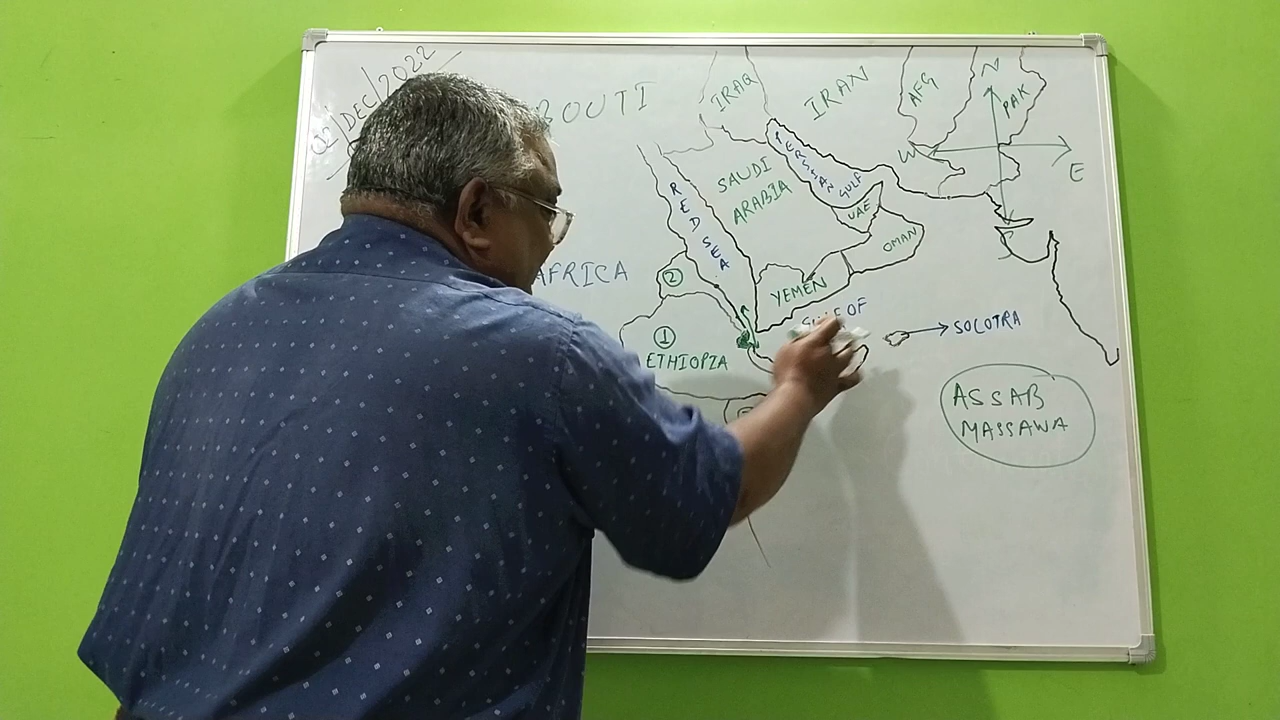 DEC/2022
BOUTI
IRAQ
IRAN
AFG
N
PAK
W
E
SAUDI
ARABIA
PERSIAN GULF
RED SEA
UAE
OMAN
AFRICA
2
YEMEN
OF
SOCOTRA
1
ETHIOPIA
ASSAB
MASSAWA